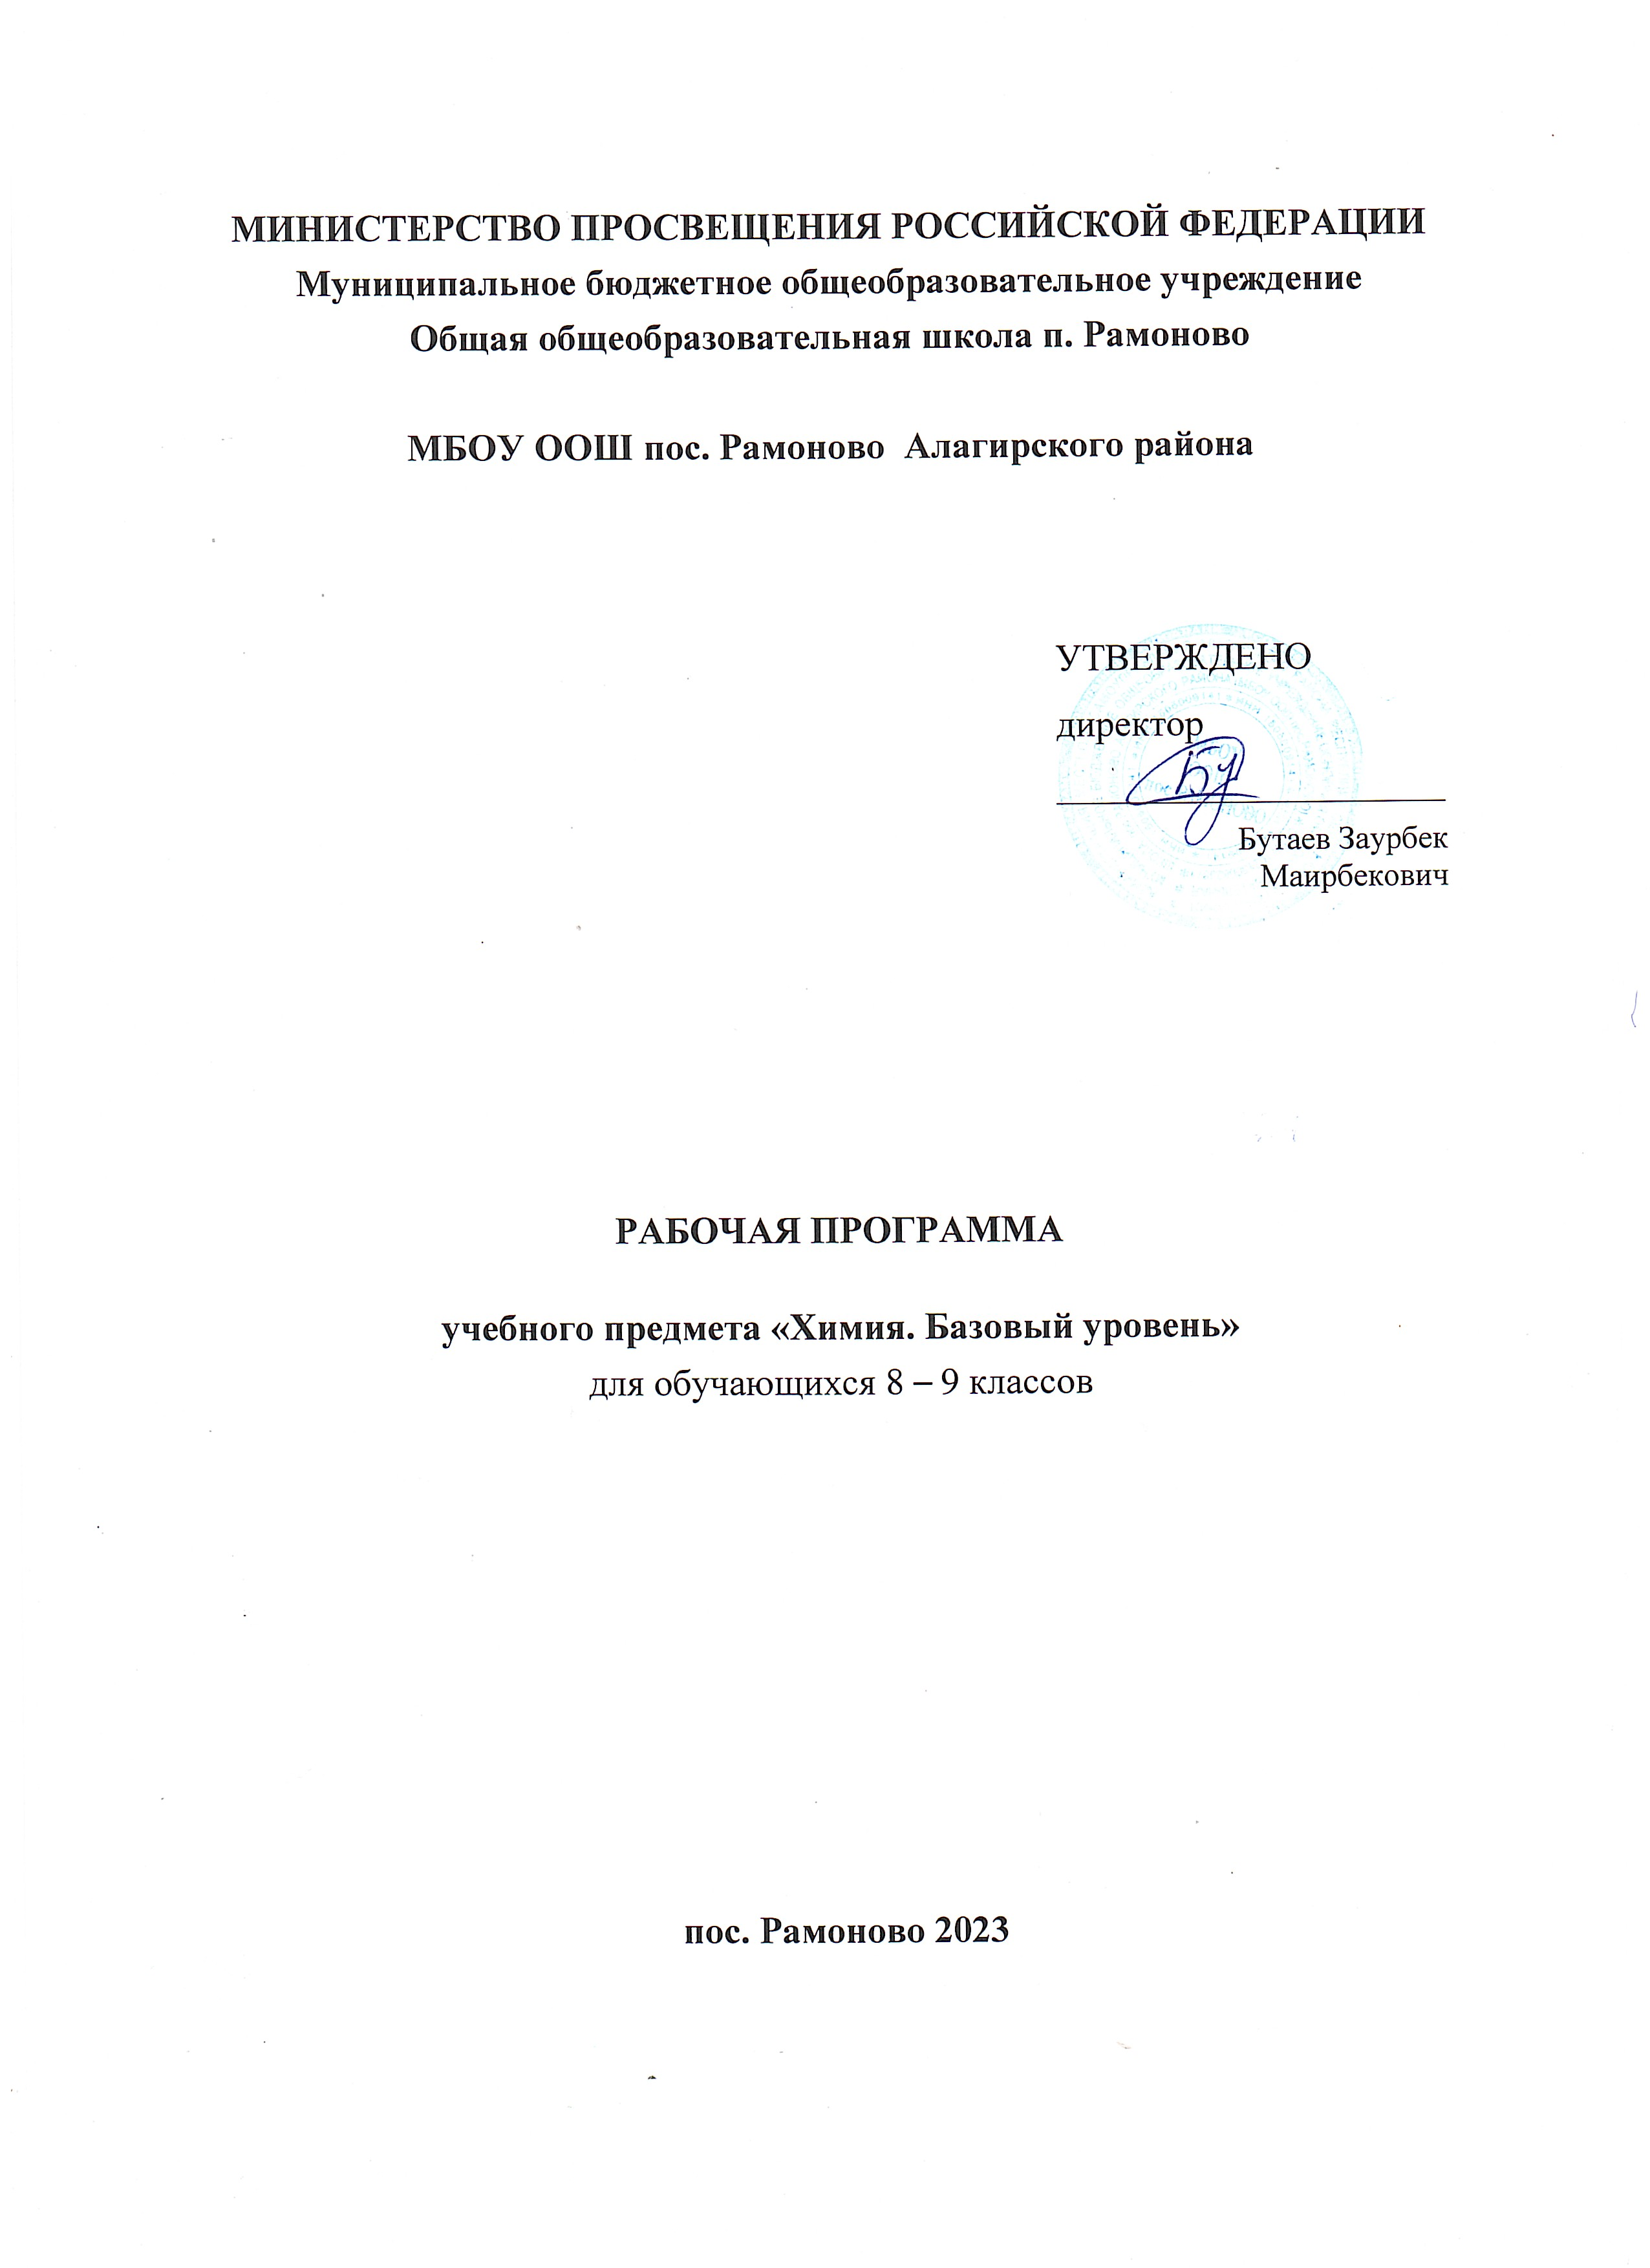 МИНИСТЕРСТВО ПРОСВЕЩЕНИЯ РОССИЙСКОЙ ФЕДЕРАЦИИ
Муниципальное бюджетное общеобразовательное учреждение
Общая общеобразовательная школа п. Рамоново
МБОУ ООШ пос. Рамоново Алагирского района
УТВЕРЖДЕНО
директор
Бутаев Заурбек
Маирбекович
РАБОЧАЯ ПРОГРАММА
учебного предмета «Химия. Базовый уровень»
для обучающихся 8 – 9 классов
пос. Рамоново 2023